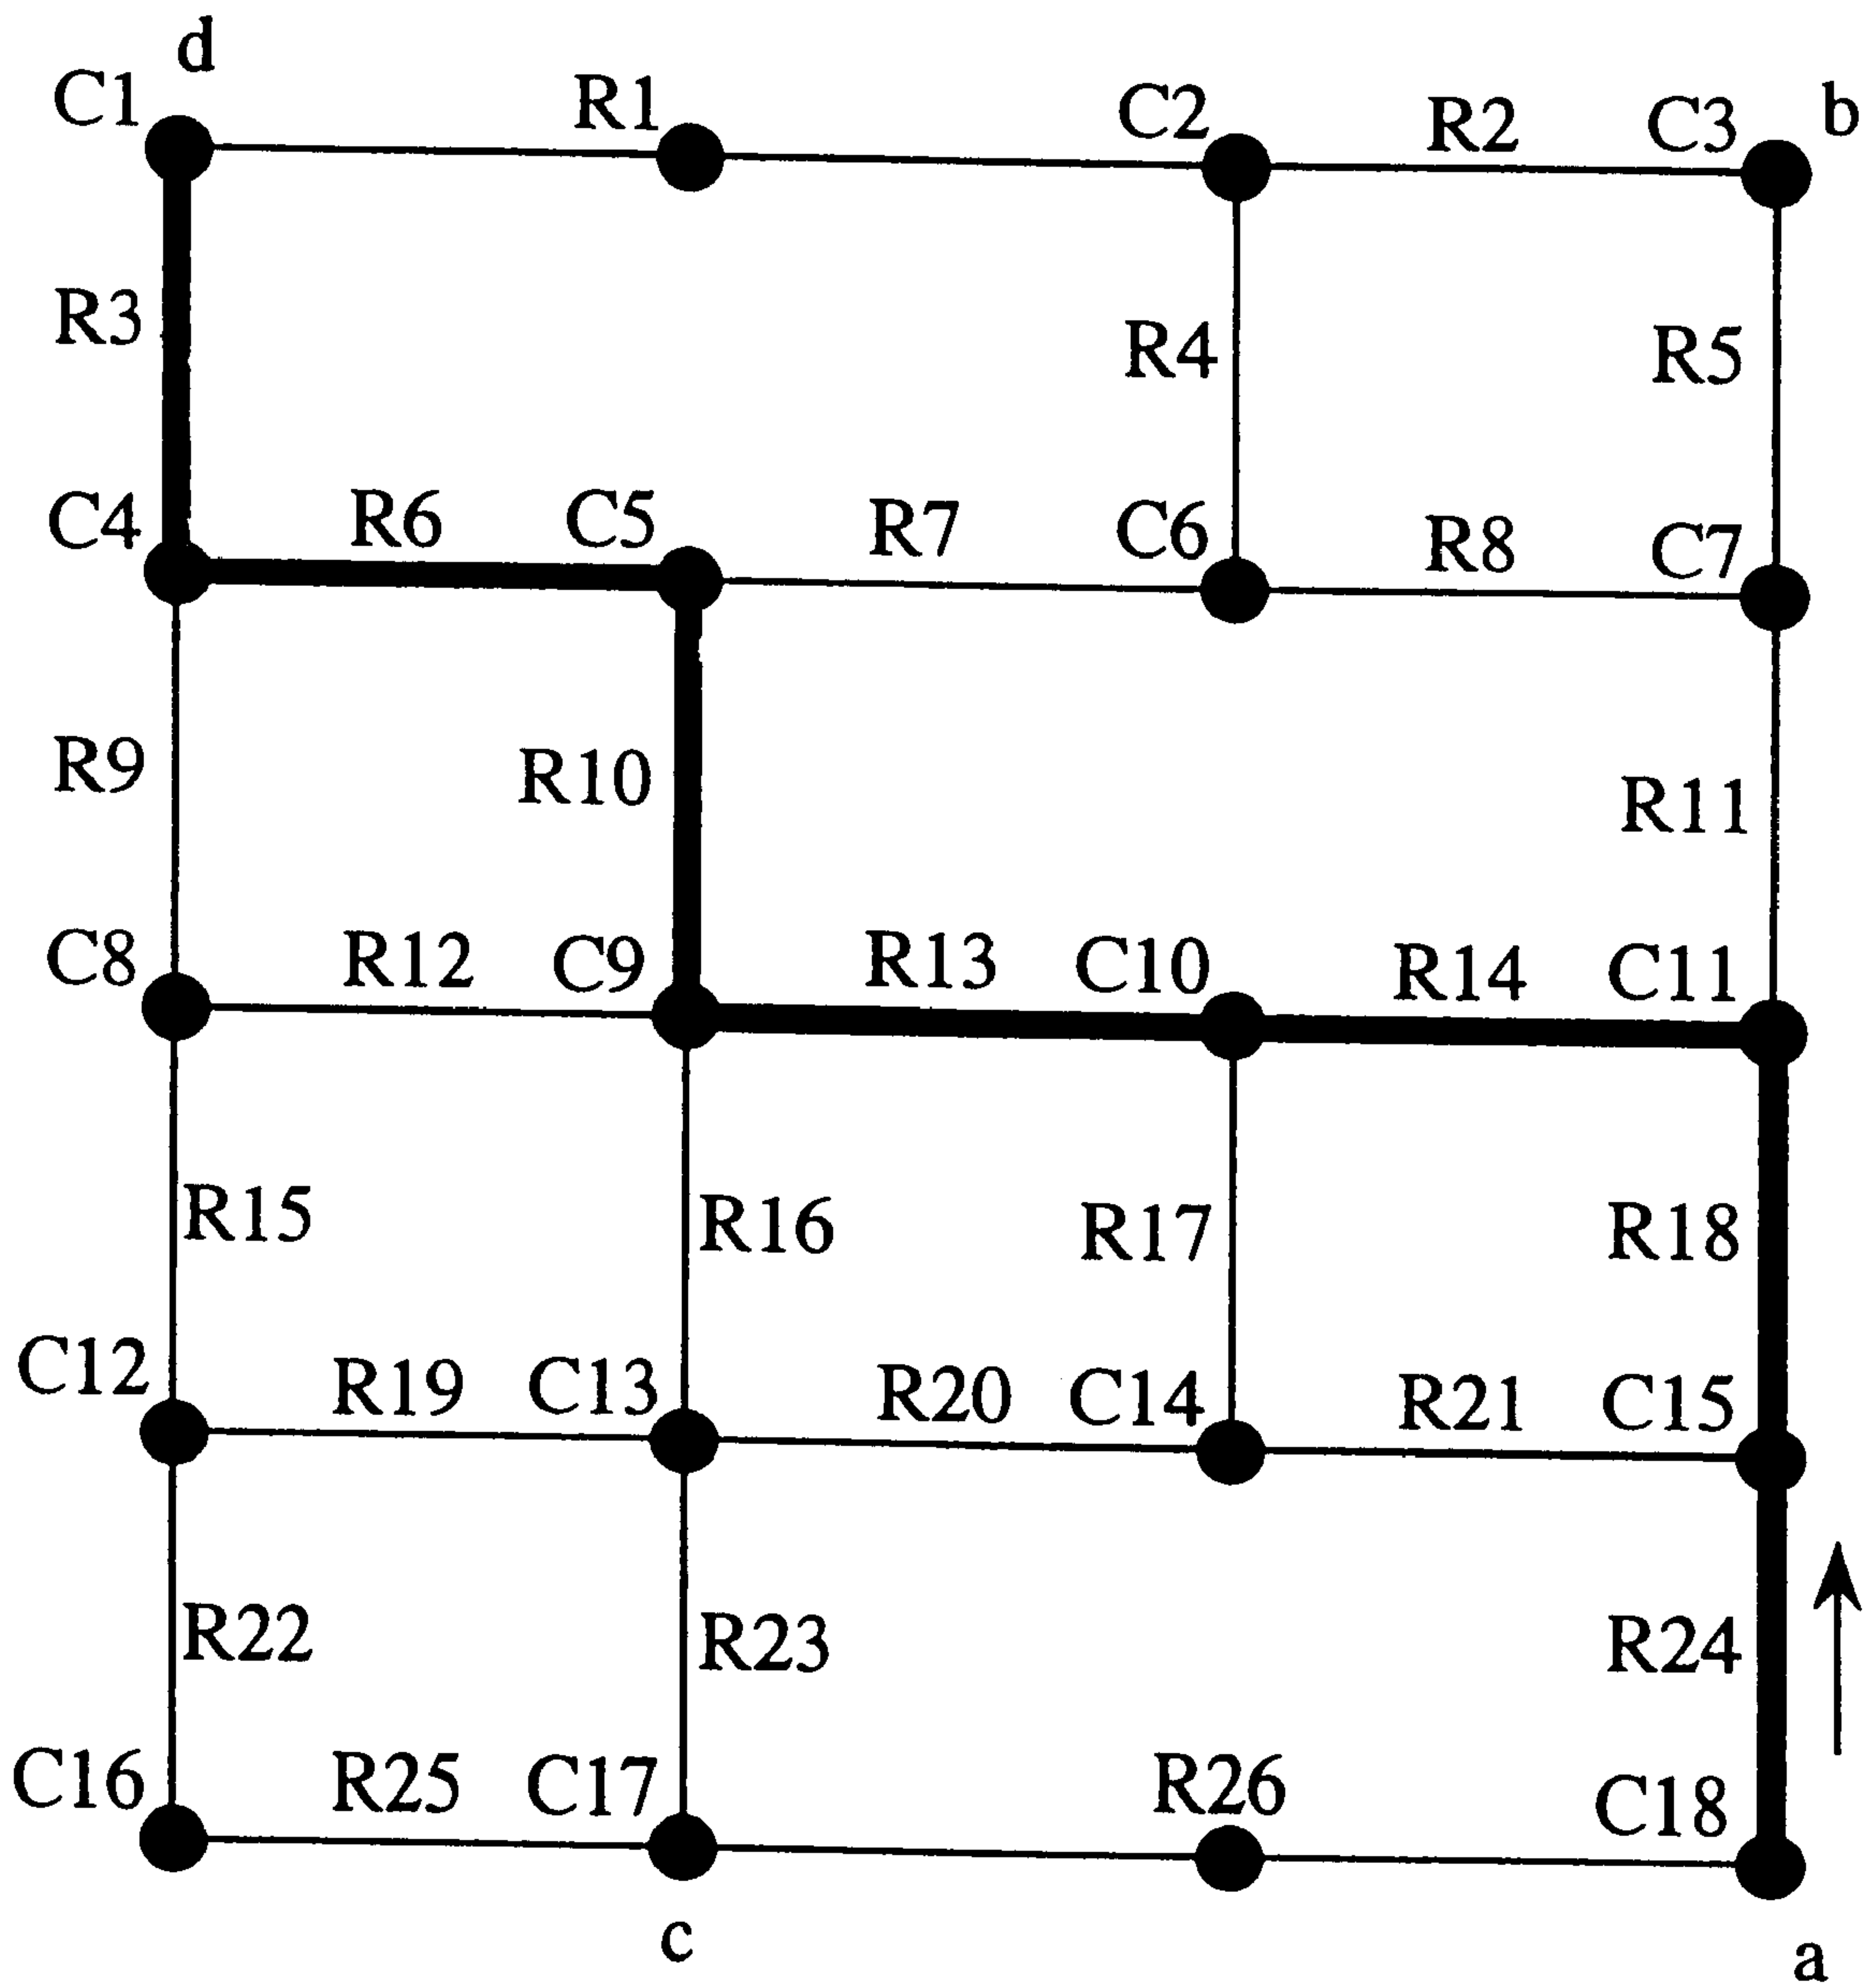 d
C1 R1 C2 R2 C3 b
R3 R4 R5
C4 R6 C5 R7 C6 R8 C7
R9 R10 R11
C8 R12 C9 R13 C10 R14 C11
R15 R16 R17 R18
C12 R19 C13 R20 C14 R21 C15
R22 R23 R24
C16 R25 C17 R26 C18
c a